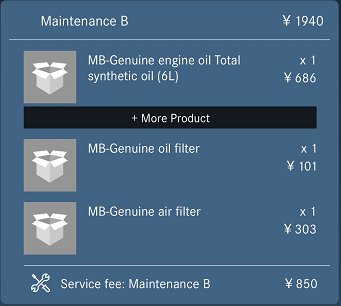 Maintenance B ¥ 1940
MB-Genuine engine oil Total x 1
synthetic oil (6L) ¥ 686
+ More Product
MB-Genuine oil filter x 1
¥ 101
MB-Genuine air filter x 1
¥ 303
Service fee: Maintenance B ¥ 850